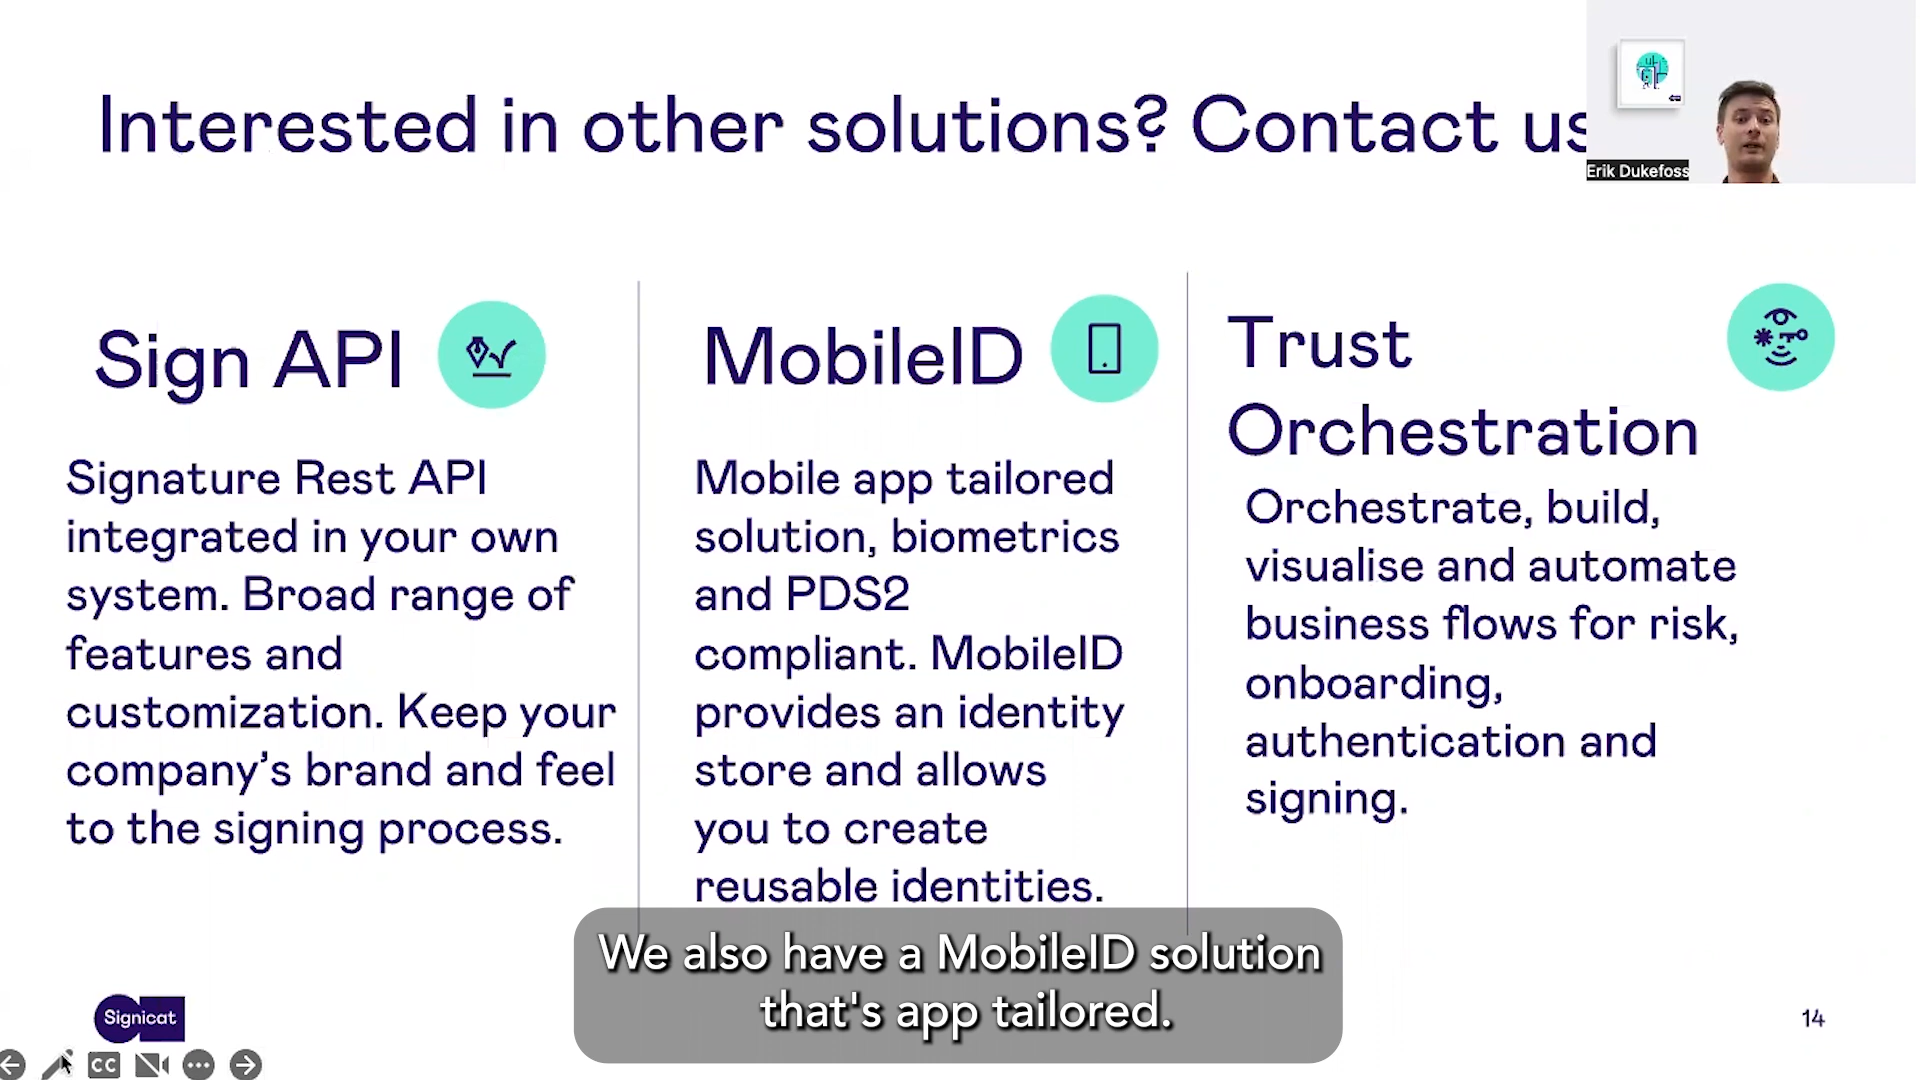 Interested in other solutions? Contact us
Erik Dukefoss
Sign API
Signature Rest API
integrated in your own
system. Broad range of
features and
customization. Keep your
company's brand and feel
to the signing process.
MobileID
Mobile app tailored
solution, biometrics
and PDS2
compliant. MobileID
provides an identity
store and allows
you to create
reusable identities.
Trust
Orchestration
Orchestrate, build,
visualise and automate
business flows for risk,
onboarding,
authentication and
signing.
We also have a MobileID solution
that's app tailored.
Signicat
14
CC